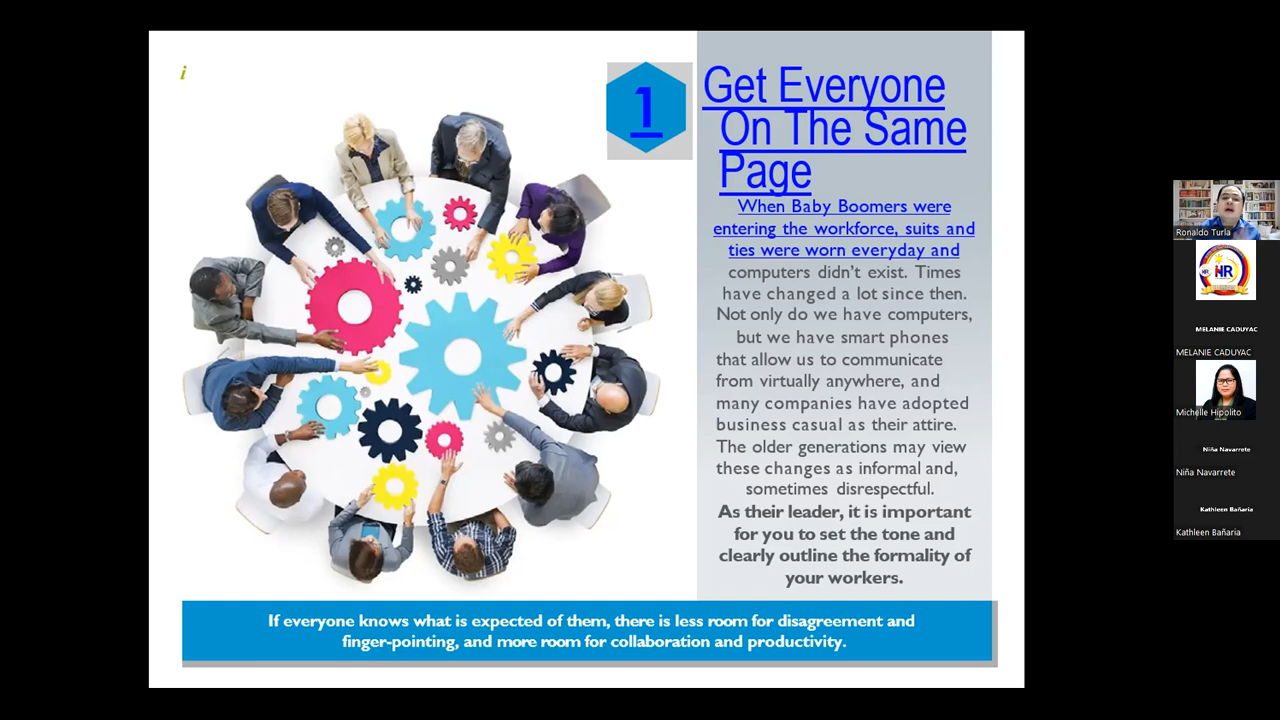 i
1
Get Everyone
On The Same
Page
When Baby Boomers were
entering the workforce, suits and
ties were worn everyday and
computers didn’t exist. Times
have changed a lot since then.
Not only do we have computers,
but we have smart phones
that allow us to communicate
from virtually anywhere, and
many companies have adopted
business casual as their attire.
The older generations may view
these changes as informal and,
sometimes disrespectful.
As their leader, it is important
for you to set the tone and
clearly outline the formality of
your workers.
If everyone knows what is expected of them, there is less room for disagreement and
finger-pointing, and more room for collaboration and productivity.
Ronaldo Turla
HR
MELANIE CADUYAC
MELANIE CADUYAC
Michelle Hipolito
Niña Navarrete
Niña Navarrete
Kathleen Bañaria
Kathleen Bañaria